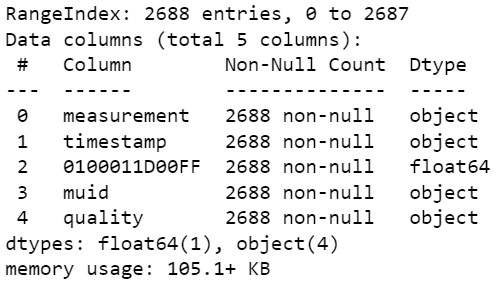 RangeIndex: 2688 entries, 0 to 2687
Data columns (total 5 columns):
 #   Column        Non-Null Count  Dtype
---  ------        --------------  -----
 0   measurement   2688 non-null   object
 1   timestamp     2688 non-null   object
 2   0100011D00FF  2688 non-null   float64
 3   muid          2688 non-null   object
 4   quality       2688 non-null   object
dtypes: float64(1), object(4)
memory usage: 105.1+ KB